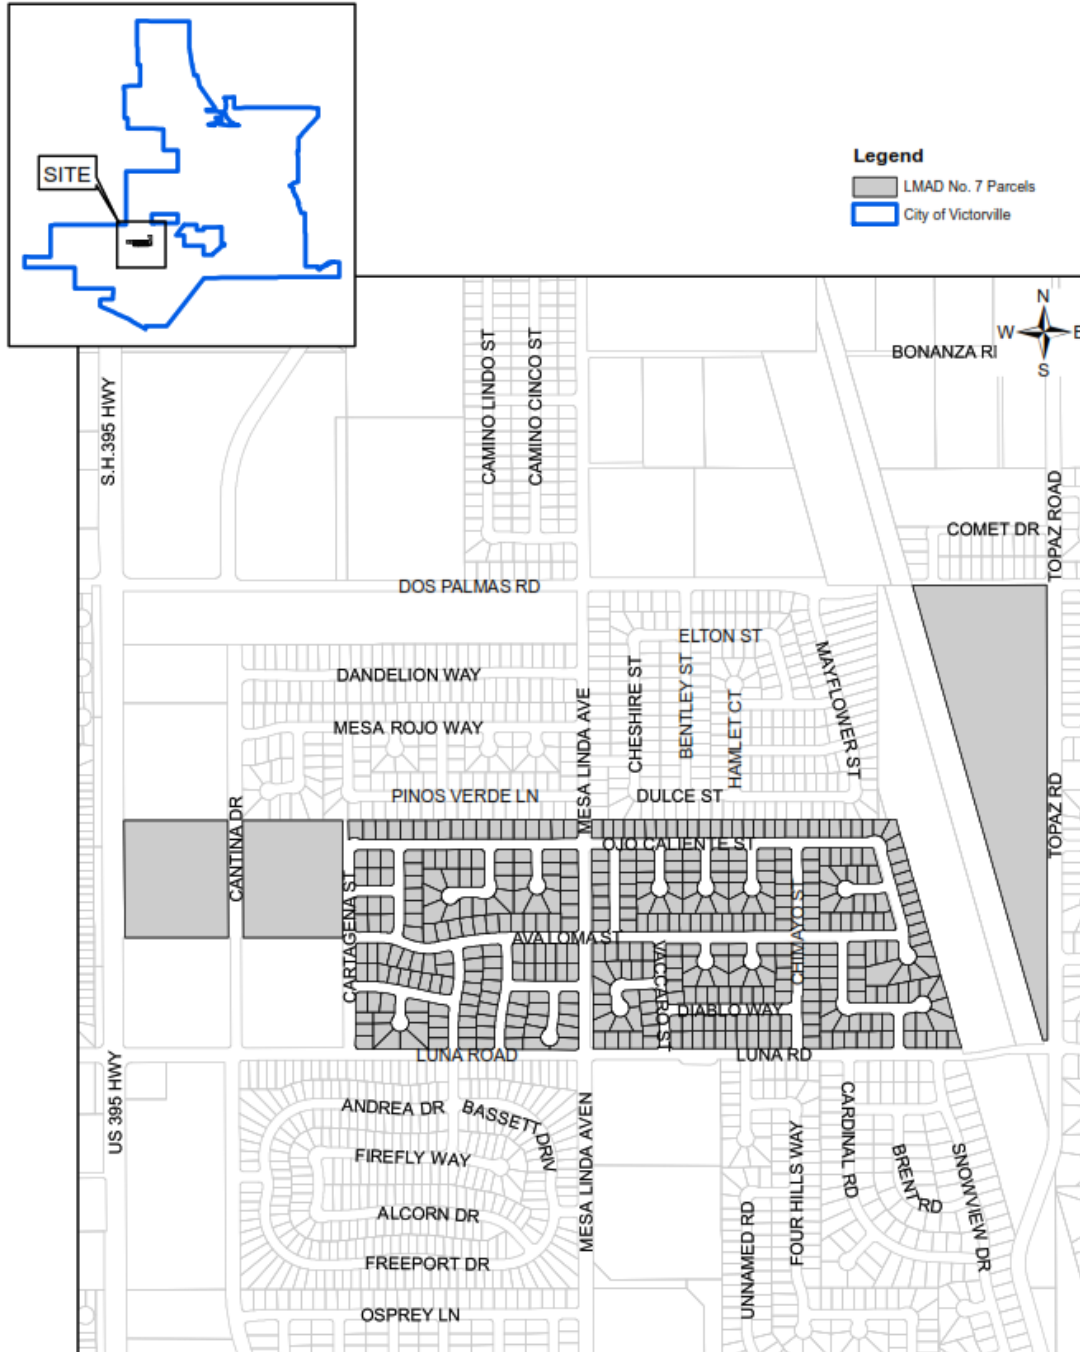 SITE
Legend
LMAD No. 7 Parcels
City of Victorville
N
W
E
S
BONANZA RI
S.H.395 HWY
CAMINO LINDO ST
CAMINO CINCO ST
TOPAZ ROAD
COMET DR
DOS PALMAS RD
ELTON ST
DANDELION WAY
MESA ROJO WAY
MESA LINDA AVE
CHESHIRE ST
BENTLEY ST
HAMLET CT
MAYFLOWER ST
PINOS VERDE LN
DULCE ST
TOPAZ RD
CANTINA DR
OJO CALIENTE ST
CARTAGENA ST
AVALOMA ST
VACCARO ST
CHIMAYO ST
DIABLO WAY
LUNA ROAD
LUNA RD
US 395 HWY
ANDREA DR
BASSETT DRIV
MESA LINDA AVEN
FIREFLY WAY
ALCORN DR
FREEPORT DR
OSPREY LN
UNNAMED RD
FOUR HILLS WAY
CARDINAL RD
BRENT RD
SNOWVIEW DR